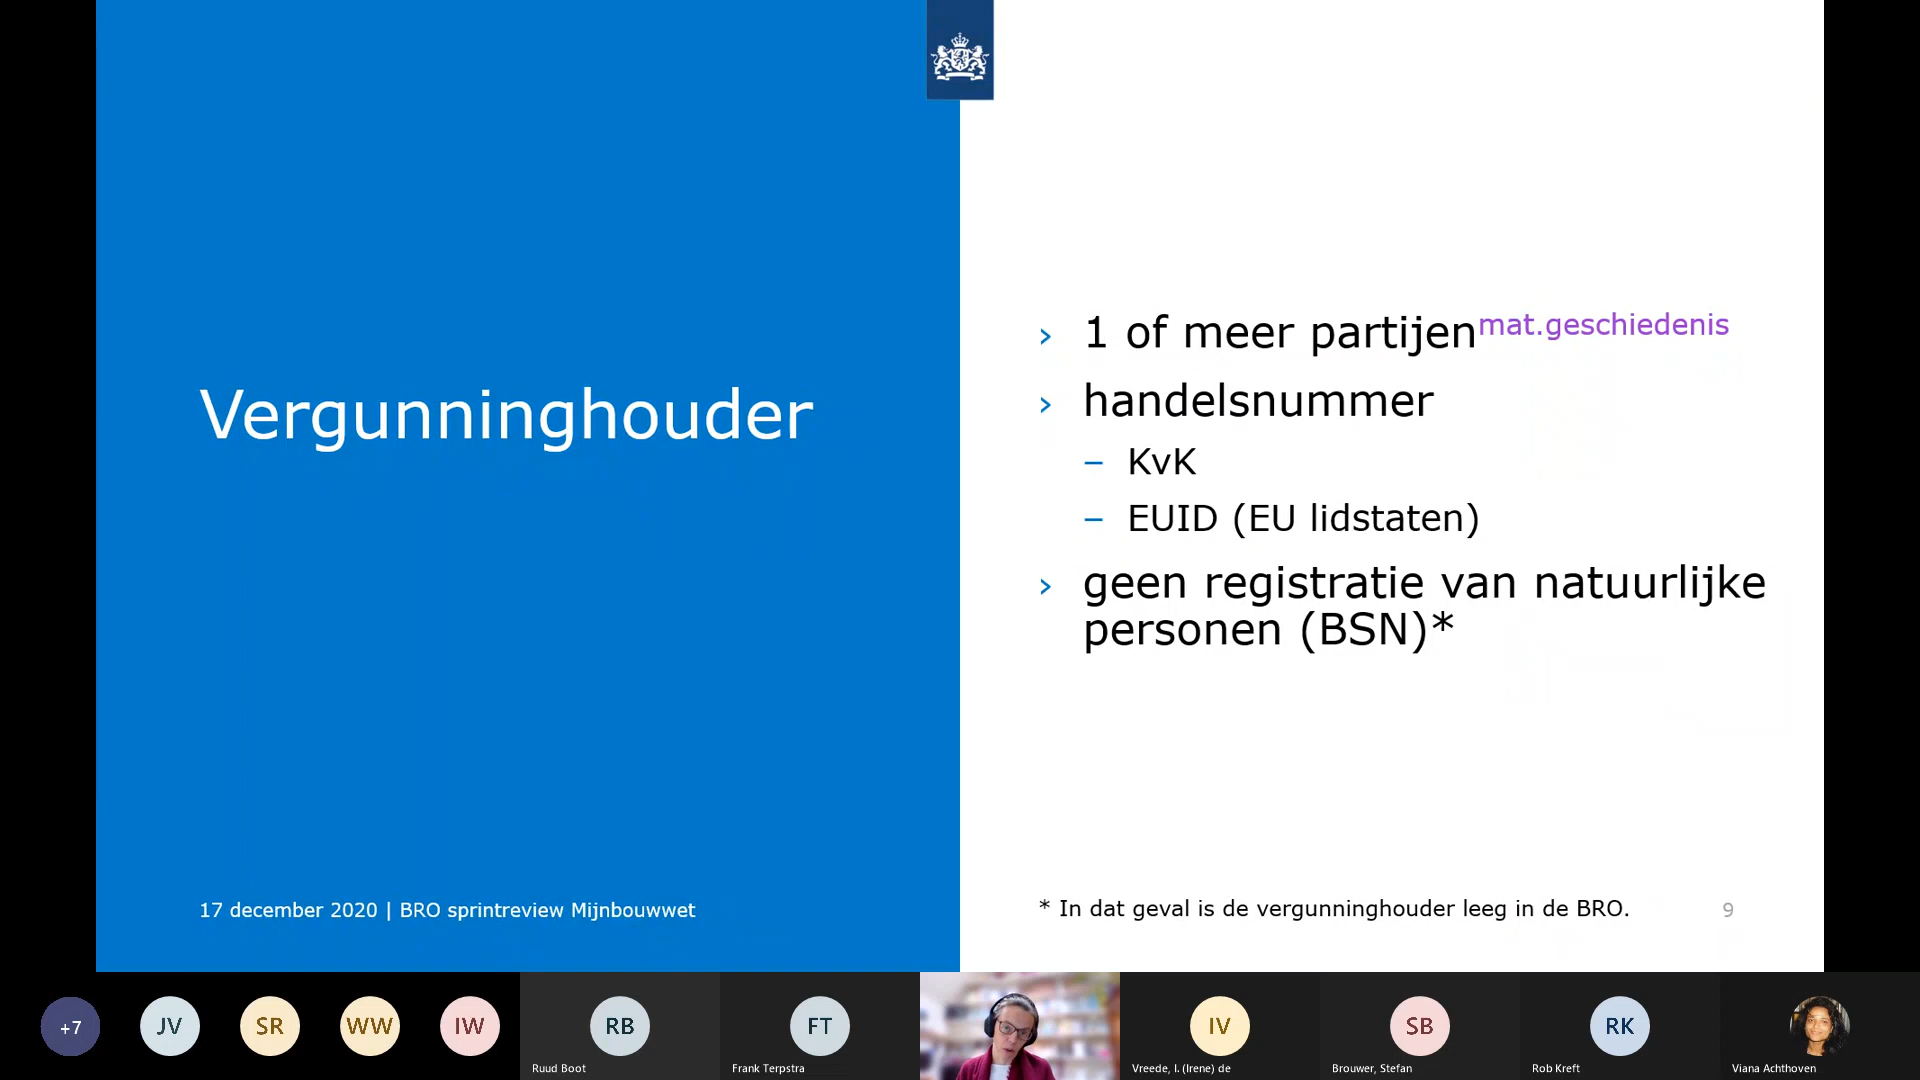 Vergunninghouder
17 december 2020 | BRO sprintreview Mijnbouwwet
› 1 of meer partijen mat.geschiedenis
› handelsnummer
– KvK
– EUID (EU lidstaten)
› geen registratie van natuurlijke
personen (BSN)*
* In dat geval is de vergunninghouder leeg in de BRO.
9
+7
JV
SR
WW
IW
RB
Ruud Boot
FT
Frank Terpstra
IV
Vreede, I. (Irene) de
SB
Brouwer, Stefan
RK
Rob Kreft
Viana Achthoven